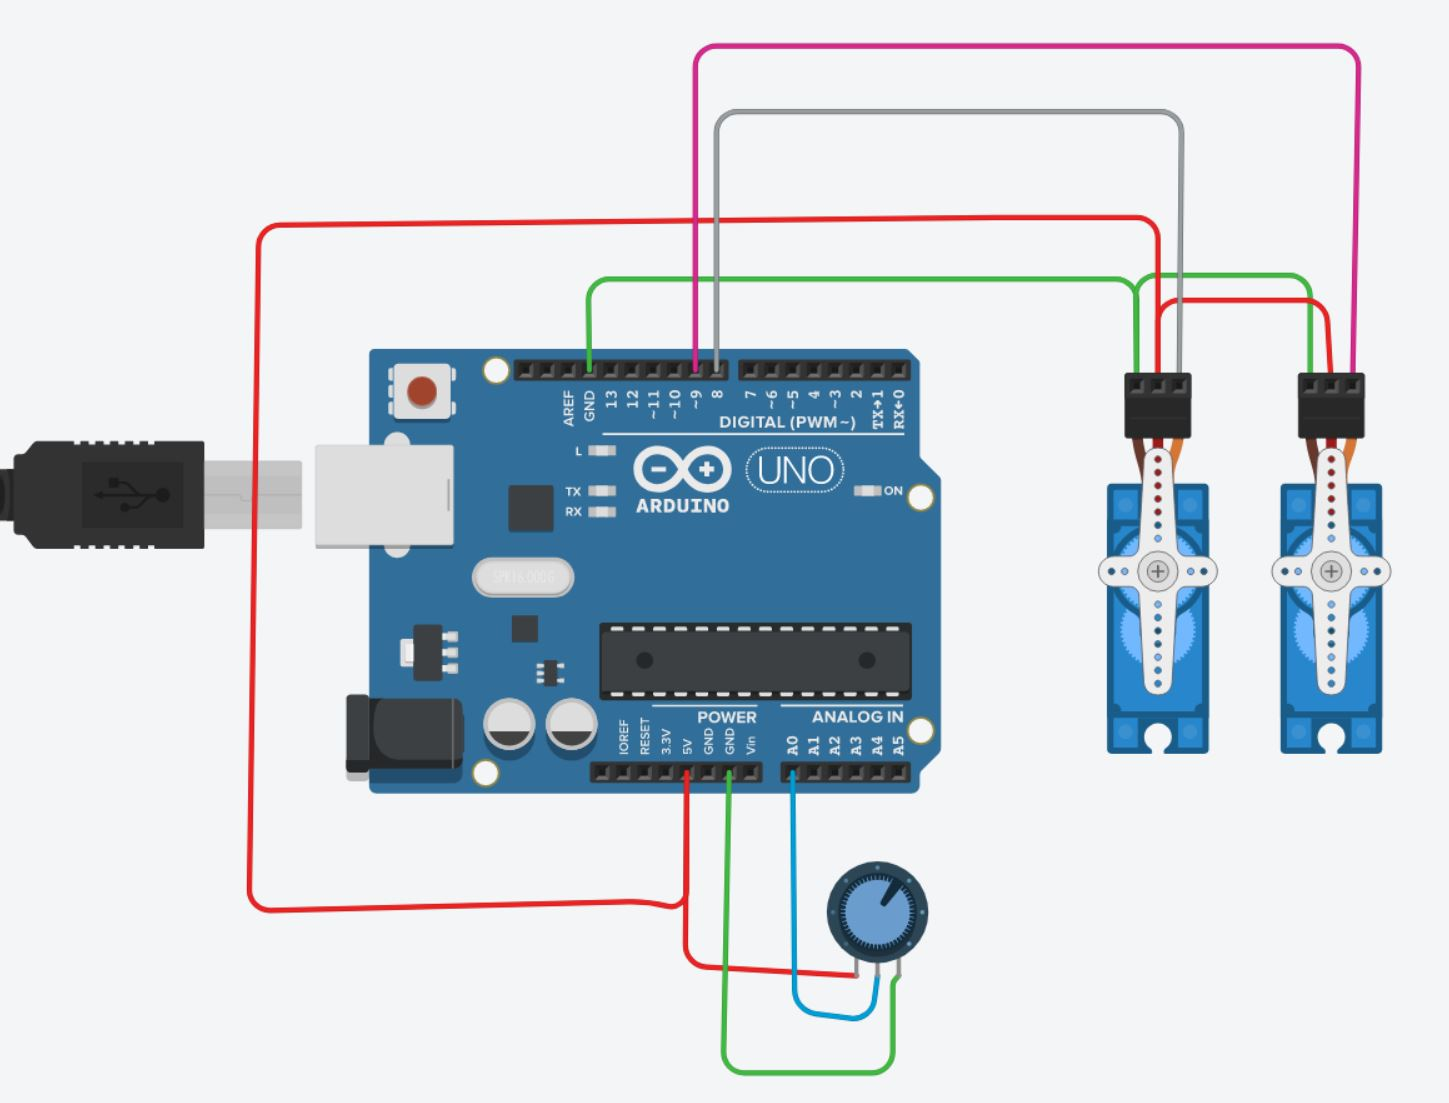 AREF
GND
13
12
~11
~10
~9
8
7
~6
~5
4
~3
2
TX→1
RX←0
DIGITAL (PWM ~)
L
TX
RX
UNO
ON
ARDUINO
SPK16.000G
POWER
ANALOG IN
IOREF
RESET
3.3V
5V
GND
GND
Vin
A0
A1
A2
A3
A4
A5